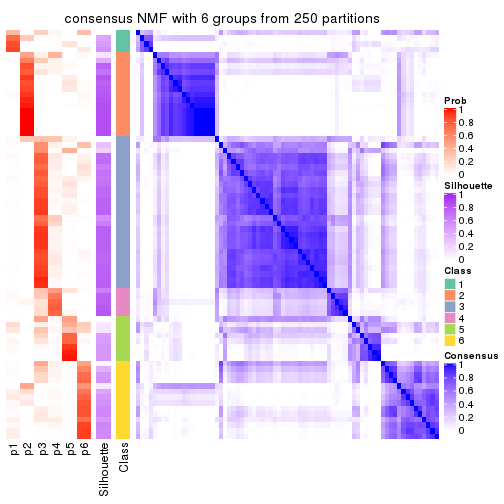 consensus NMF with 6 groups from 250 partitions
Prob
1
0.8
0.6
0.4
0.2
0
Silhouette
1
0.8
0.6
0.4
0.2
0
Class
1
2
3
4
5
6
Consensus
1
0.8
0.6
0.4
0.2
0
p1
p2
p3
p4
p5
p6
Silhouette
Class